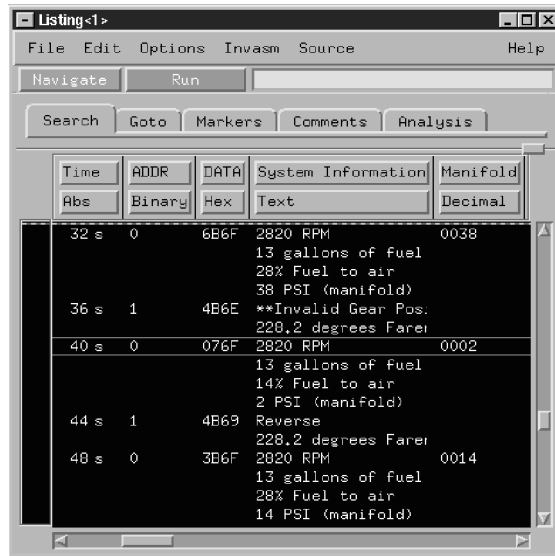 Listing<1>
File Edit Options Invasm Source Help
Navigate Run
Search Goto Markers Comments Analysis
Time ADDR DATA System Information Manifold
Abs Binary Hex Text Decimal
32 s 0 6B6F 2820 RPM 0038
13 gallons of fuel
28% Fuel to air
38 PSI (manifold)
36 s 1 4B6E **Invalid Gear Pos:
228.2 degrees Farer
40 s 0 076F 2820 RPM 0002
13 gallons of fuel
14% Fuel to air
2 PSI (manifold)
44 s 1 4B69 Reverse
228.2 degrees Farer
48 s 0 3B6F 2820 RPM 0014
13 gallons of fuel
28% Fuel to air
14 PSI (manifold)